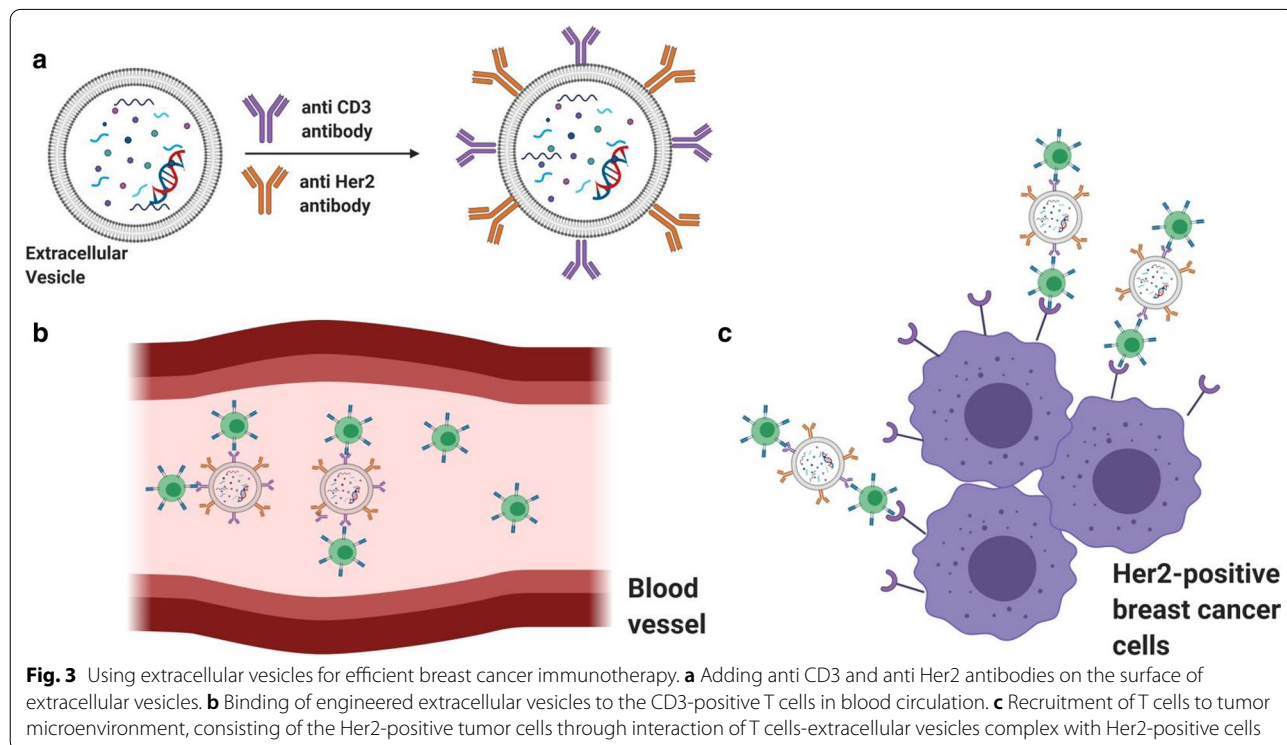 a
anti CD3
antibody
anti Her2
antibody
Extracellular
Vesicle
b
Blood
vessel
c
Her2-positive
breast cancer
cells
Fig. 3 Using extracellular vesicles for efficient breast cancer immunotherapy. a Adding anti CD3 and anti Her2 antibodies on the surface of
extracellular vesicles. b Binding of engineered extracellular vesicles to the CD3-positive T cells in blood circulation. c Recruitment of T cells to tumor
microenvironment, consisting of the Her2-positive tumor cells through interaction of T cells-extracellular vesicles complex with Her2-positive cells